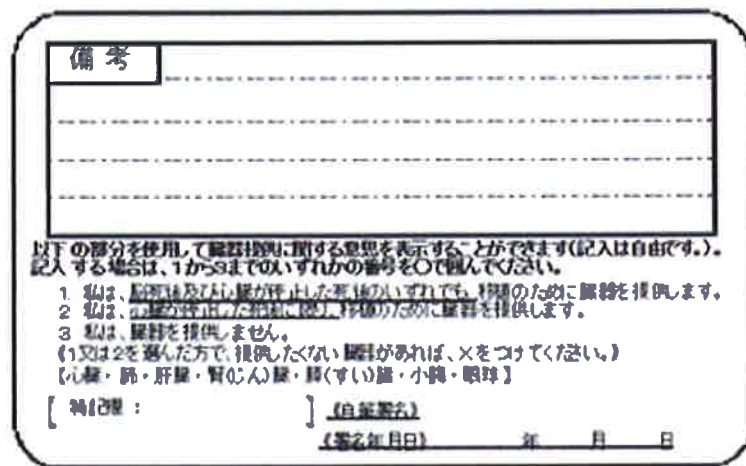 備考
以下の部分を使用して臓器提供に関する意思を表示することができます(記入は自由です。)。
記入する場合は、1から3までのいずれかの番号を〇で囲んでください。
1 私は、脳死後及び心臓が停止した死後のいずれでも、移植のために臓器を提供します。
2 私は、心臓が停止した死後に限り、移植のために臓器を提供します。
3 私は、臓器を提供しません。
《1又は2を選んだ方で、提供したくない臓器があれば、×をつけてください。》
【心臓・肺・肝臓・腎(じん)臓・膵(すい)臓・小腸・眼球】
[特記欄: ] 《自筆署名》
《署名年月日》 年 月 日